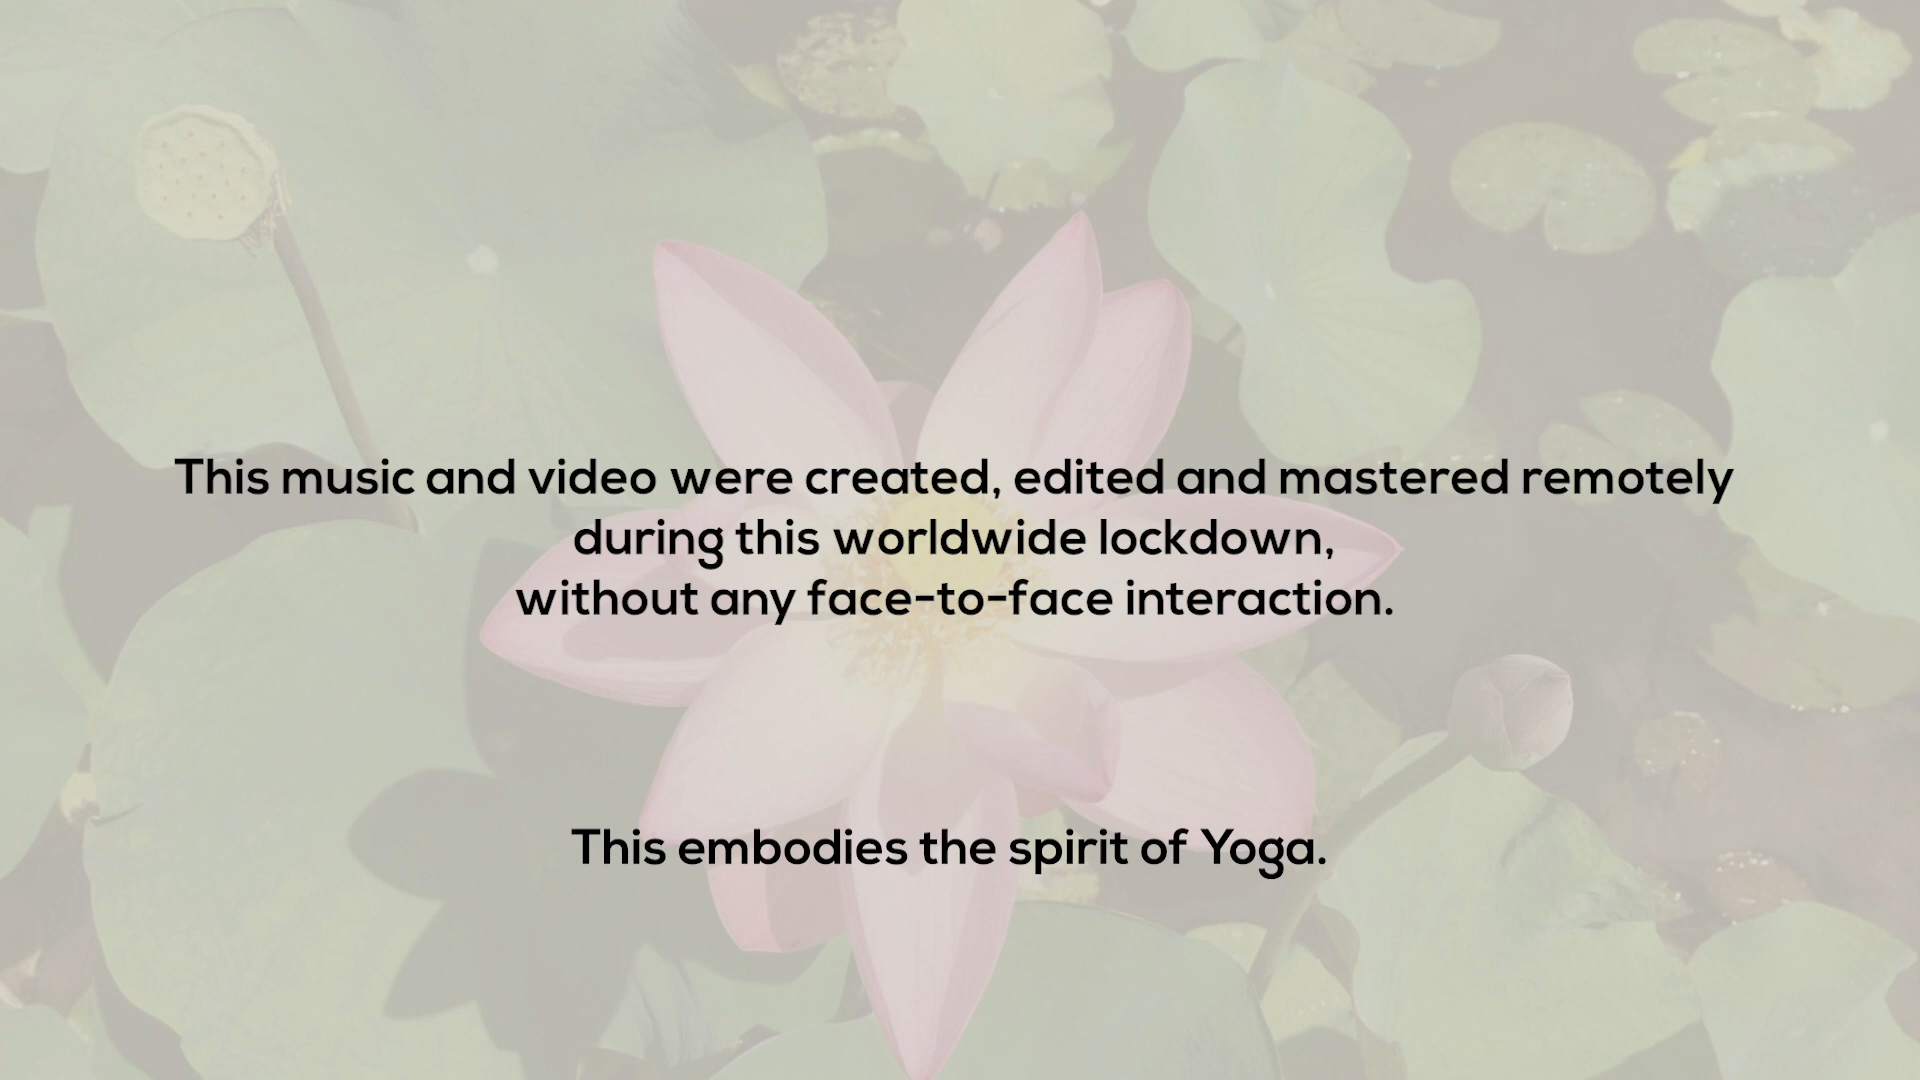 This music and video were created, edited and mastered remotely
during this worldwide lockdown,
without any face-to-face interaction.
This embodies the spirit of Yoga.